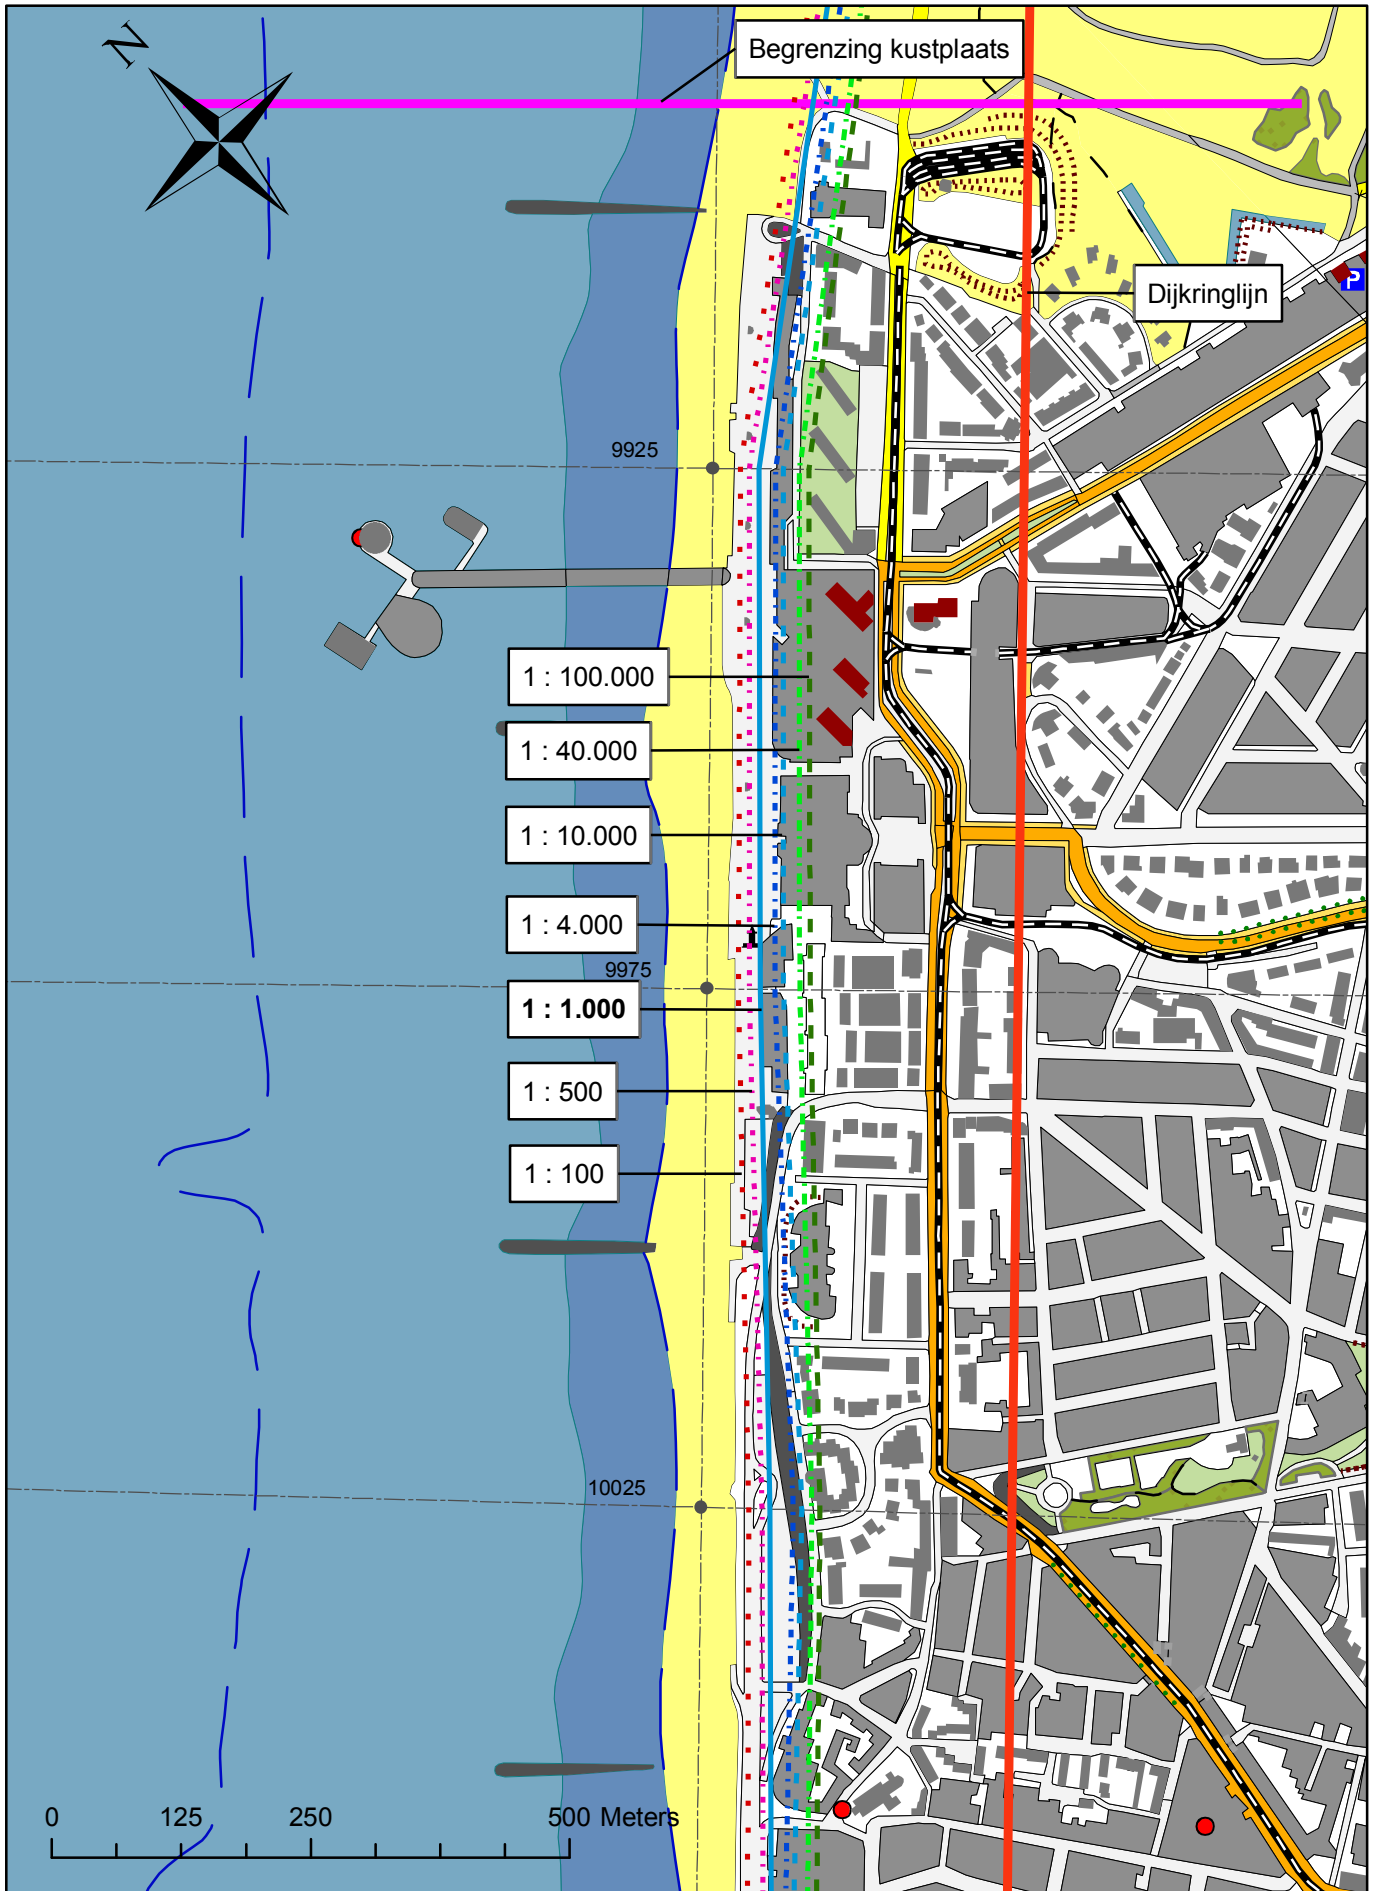 N
Begrenzing kustplaats
P
Dijkringlijn
9925
1 : 100.000
1 : 40.000
1 : 10.000
1 : 4.000
9975
1 : 1.000
1 : 500
1 : 100
10025
0 125 250 500 Meters